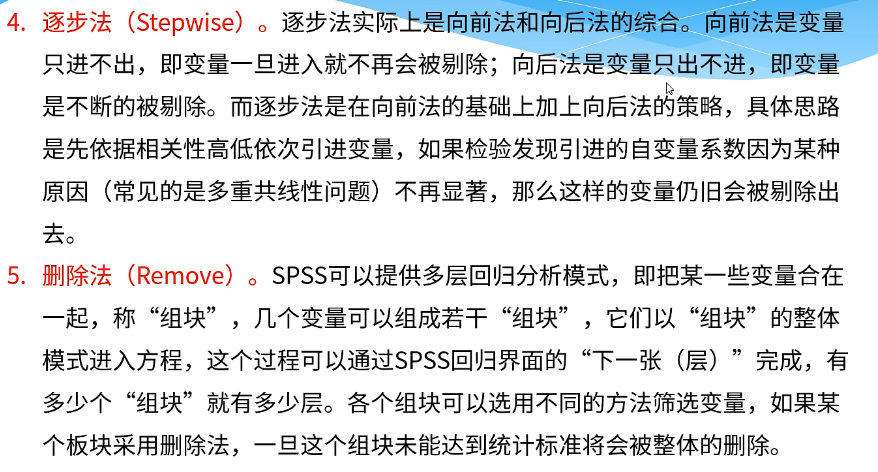 4. 逐步法（Stepwise）。逐步法实际上是向前法和向后法的综合。向前法是变量
只进不出，即变量一旦进入就不再会被剔除；向后法是变量只出不进，即变量
是不断的被剔除。而逐步法是在向前法的基础上加上向后法的策略，具体思路
是先依据相关性高低依次引进变量，如果检验发现引进的自变量系数因为某种
原因（常见的是多重共线性问题）不再显著，那么这样的变量仍旧会被剔除出
去。
5. 删除法（Remove）。SPSS可以提供多层回归分析模式，即把某一些变量合在
一起，称“组块”，几个变量可以组成若干“组块”，它们以“组块”的整体
模式进入方程，这个过程可以通过SPSS回归界面的“下一张（层）”完成，有
多少个“组块”就有多少层。各个组块可以选用不同的方法筛选变量，如果某
个板块采用删除法，一旦这个组块未能达到统计标准将会被整体的删除。